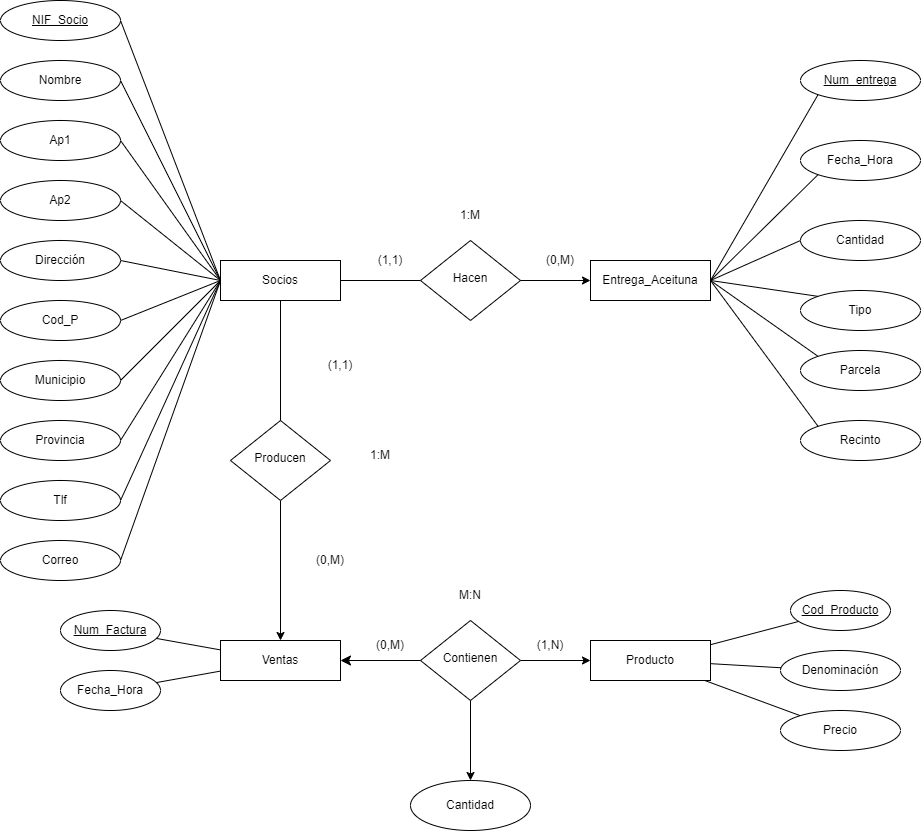 NIF_Socio
Nombre
Ap1
Ap2
Dirección
Cod_P
Municipio
Provincia
Tlf
Correo
Socios
(1,1)
1:M
Hacen
(0,M)
Entrega_Aceituna
Num_entrega
Fecha_Hora
Cantidad
Tipo
Parcela
Recinto
(1,1)
Producen
1:M
(0,M)
Num_Factura
Fecha_Hora
Ventas
(0,M)
M:N
Contienen
(1,N)
Producto
Cod_Producto
Denominación
Precio
Cantidad